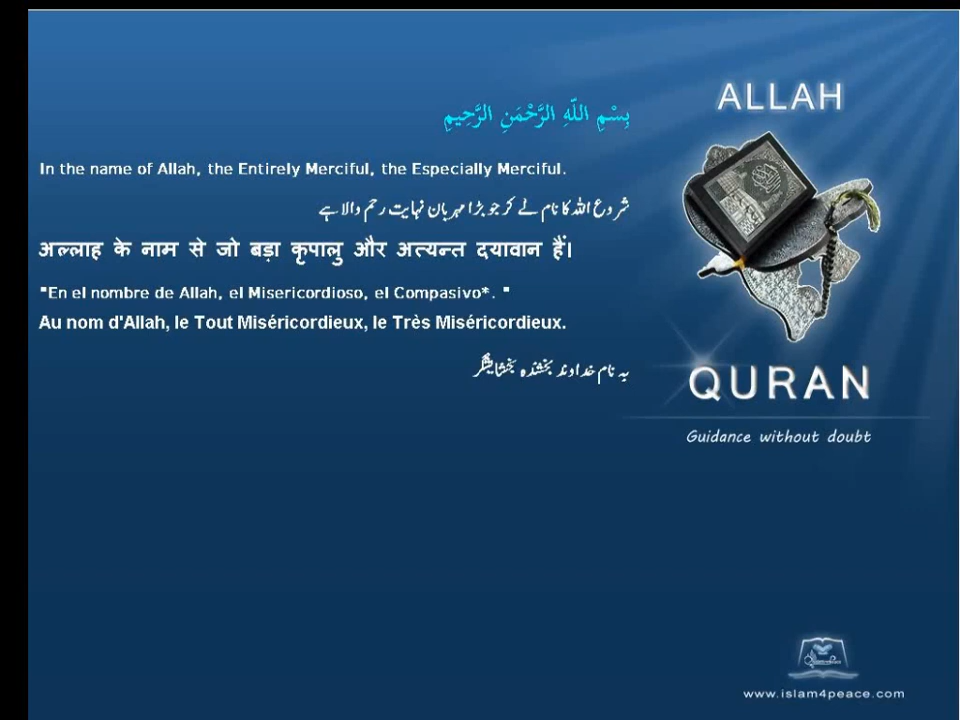 بِسْمِ اللَّهِ الرَّحْمَنِ الرَّحِيمِ
In the name of Allah, the Entirely Merciful, the Especially Merciful.
شروع الله کا نام لے کر جو بڑا مہربان نہایت رحم والا ہے
अल्लाह के नाम से जो बड़ा कृपालु और अत्यन्त दयावान हैं।
"En el nombre de Allah, el Misericordioso, el Compasivo*. "
Au nom d'Allah, le Tout Miséricordieux, le Très Miséricordieux.
به نام خداوند بخشنده بخشایشگر
ALLAH
QURAN
Guidance without doubt
www.islam4peace.com